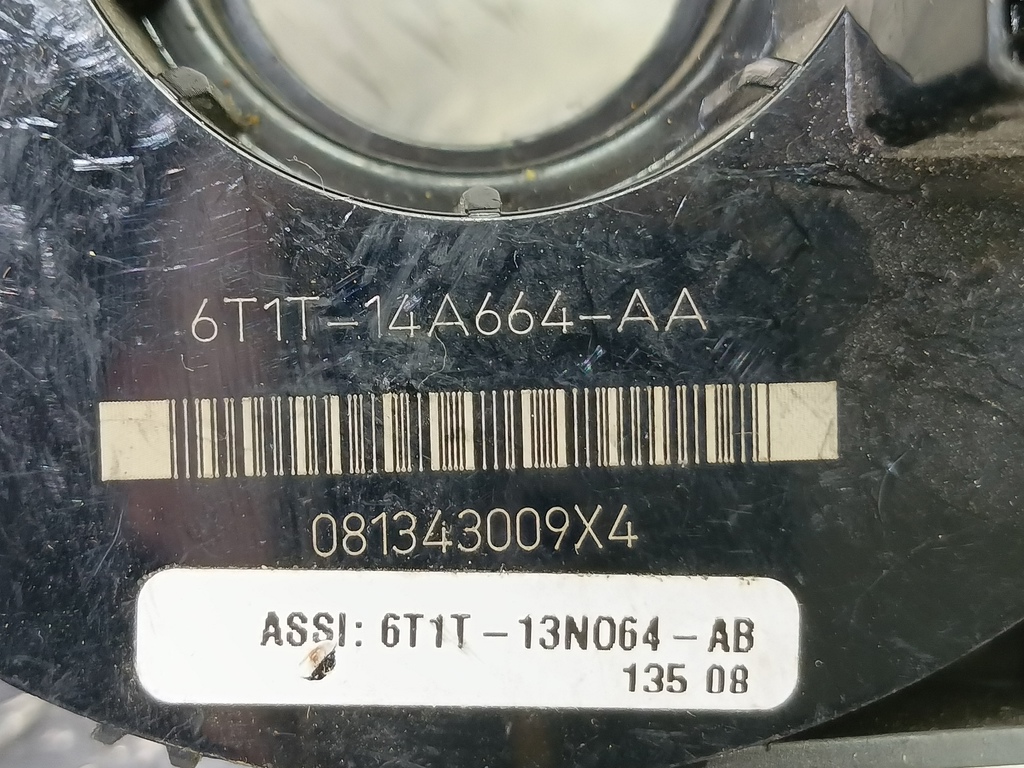 6T1T-14A664-AA
081343009X4
ASSI: 6T1T-13N064-AB
135 08